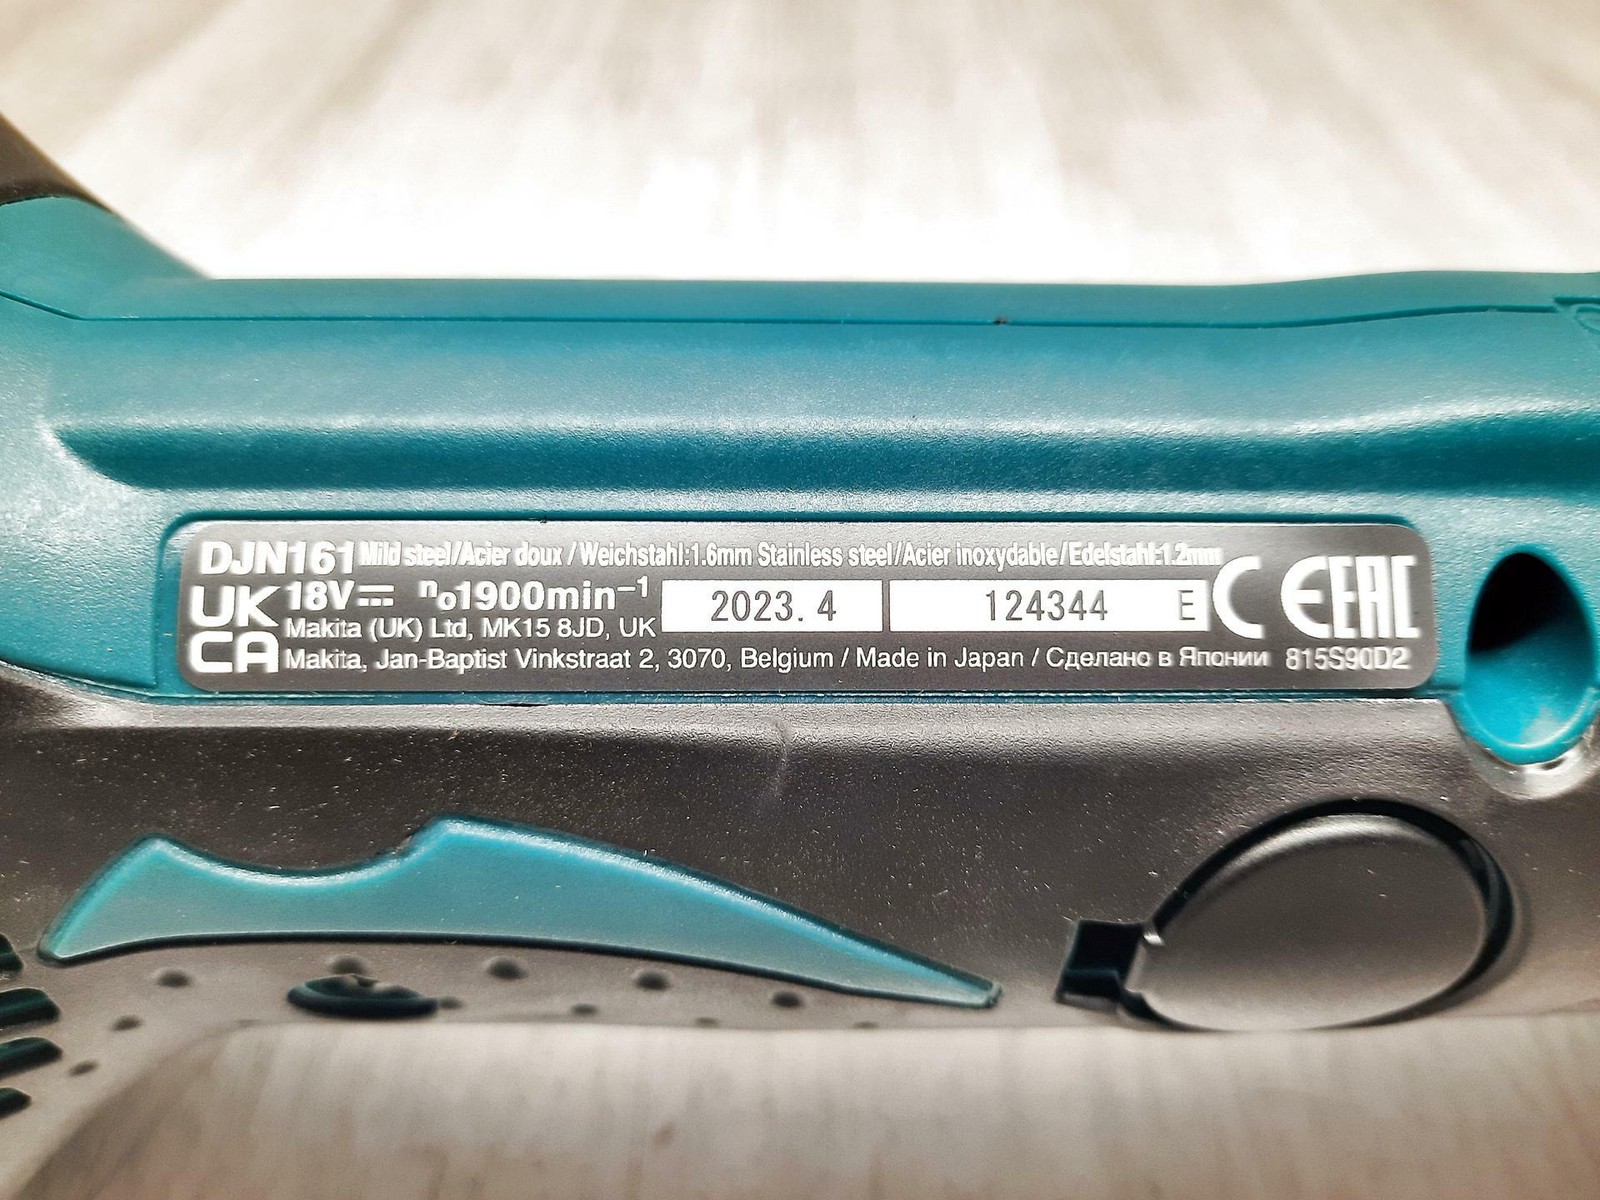 DJN161 Mild steel/Acier doux/Weichstahl:1.6mm Stainless steel/Acier inoxydable/Edelstahl:1.2mm
UK CA
18V n₀1900min⁻¹ 2023.4 124344 E CE EAC
Makita (UK) Ltd, MK15 8JD, UK
Makita, Jan-Baptist Vinkstraat 2, 3070, Belgium / Made in Japan / Сделано в Японии 815S90D2